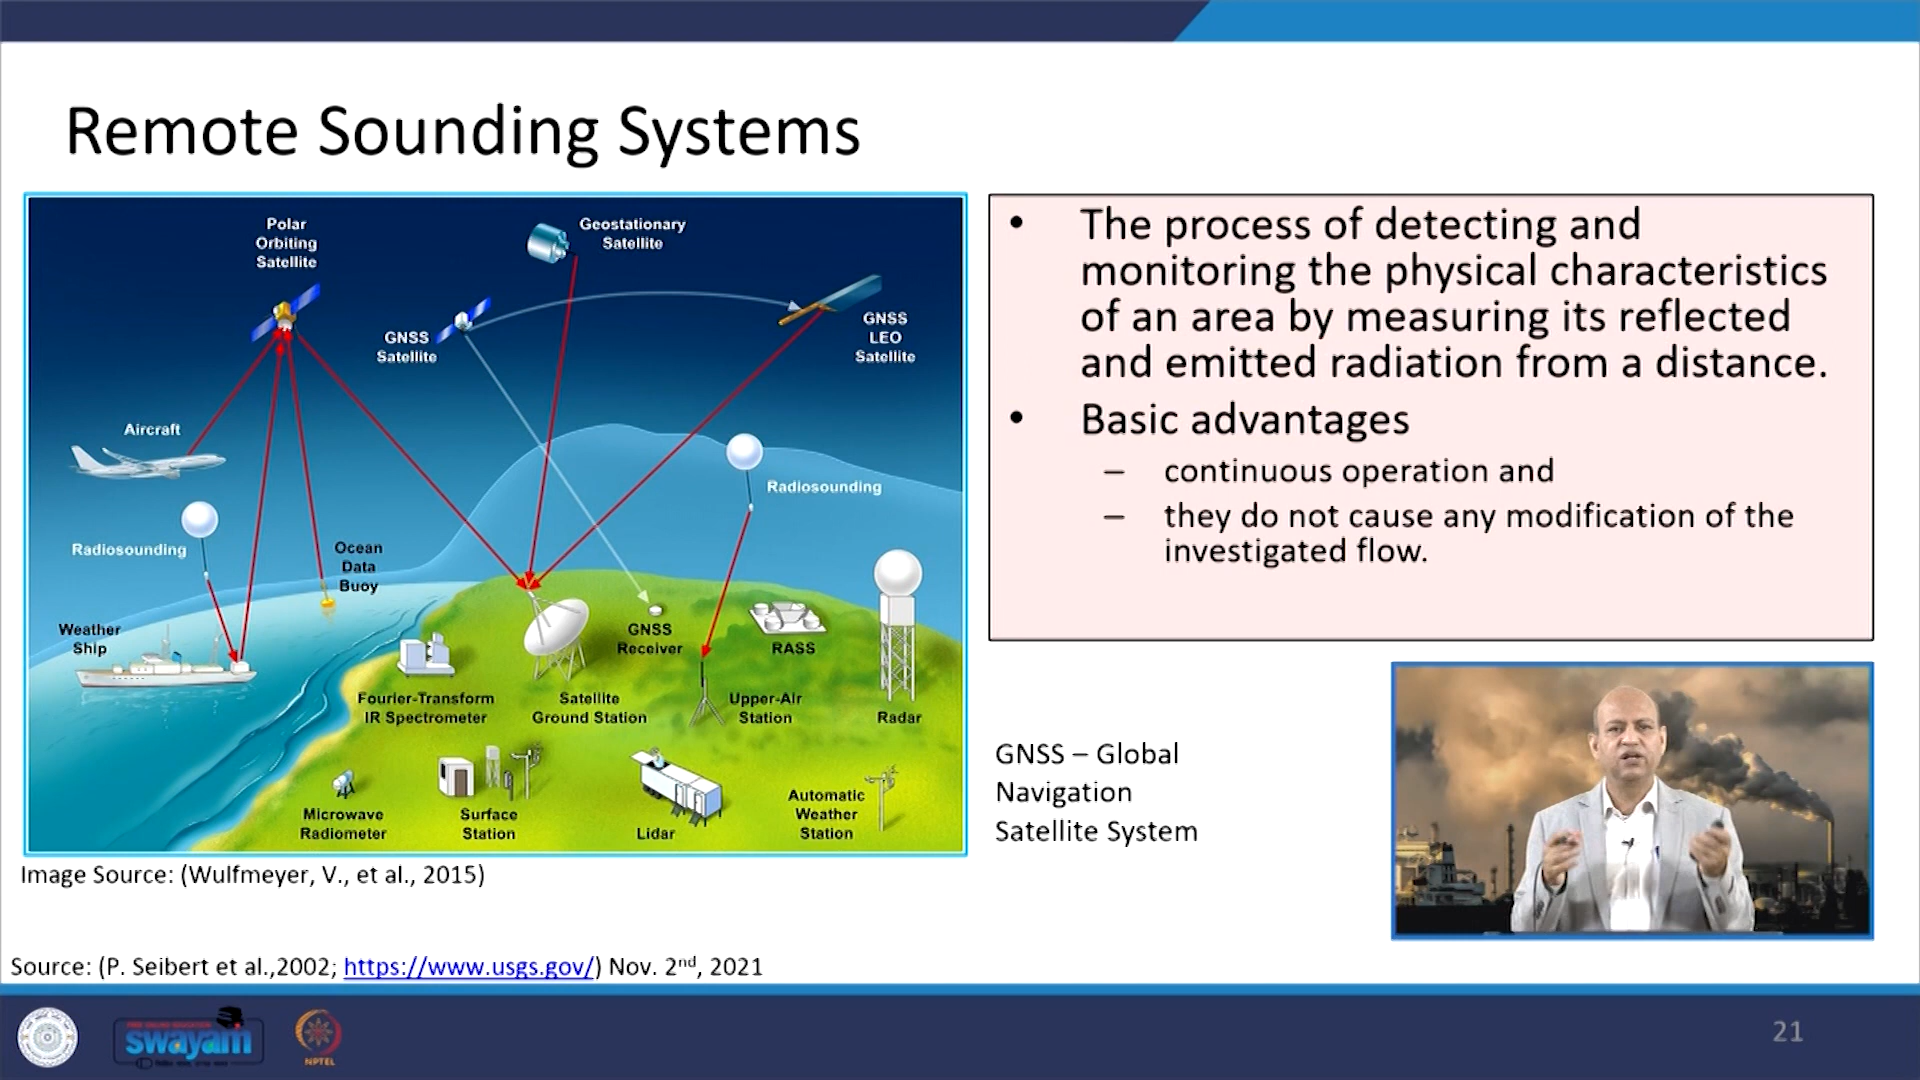 Remote Sounding Systems
Polar
Orbiting
Satellite
Geostationary
Satellite
GNSS
Satellite
GNSS
LEO
Satellite
Aircraft
Radiosounding
Radiosounding
Ocean
Data
Buoy
Weather
Ship
GNSS
Receiver
RASS
Fourier-Transform
IR Spectrometer
Satellite
Ground Station
Upper-Air
Station
Radar
Microwave
Radiometer
Surface
Station
Lidar
Automatic
Weather
Station
Image Source: (Wulfmeyer, V., et al., 2015)
• The process of detecting and
monitoring the physical characteristics
of an area by measuring its reflected
and emitted radiation from a distance.
• Basic advantages
– continuous operation and
– they do not cause any modification of the
investigated flow.
GNSS – Global
Navigation
Satellite System
Source: (P. Seibert et al.,2002; https://www.usgs.gov/) Nov. 2nd, 2021
swayam
NPTEL
21